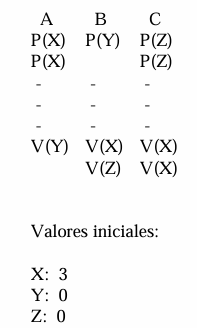 A B C
P(X) P(Y) P(Z)
P(X) P(Z)
- - -
- - -
- - -
V(Y) V(X) V(X)
V(Z) V(X)
Valores iniciales:
X: 3
Y: 0
Z: 0